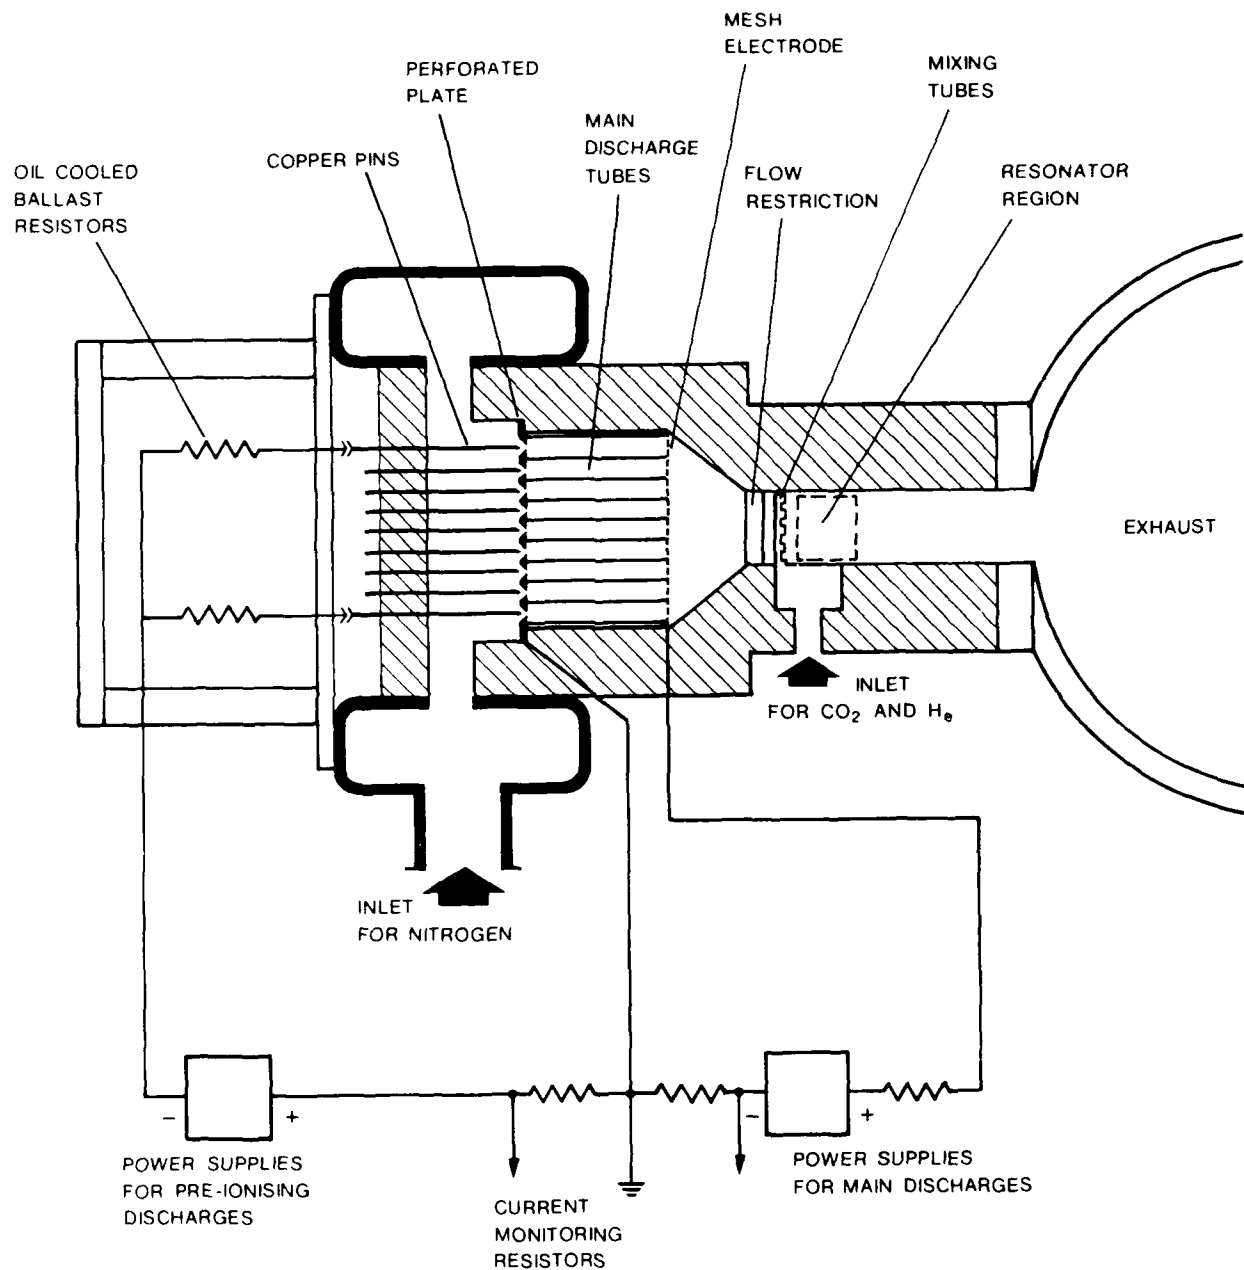 MESH
ELECTRODE
MIXING
TUBES
PERFORATED
PLATE
MAIN
DISCHARGE
TUBES
COPPER PINS
FLOW
RESTRICTION
RESONATOR
REGION
OIL COOLED
BALLAST
RESISTORS
EXHAUST
INLET
FOR CO₂ AND Hₑ
INLET
FOR NITROGEN
- +
- +
POWER SUPPLIES
FOR PRE-IONISING
DISCHARGES
POWER SUPPLIES
FOR MAIN DISCHARGES
CURRENT
MONITORING
RESISTORS